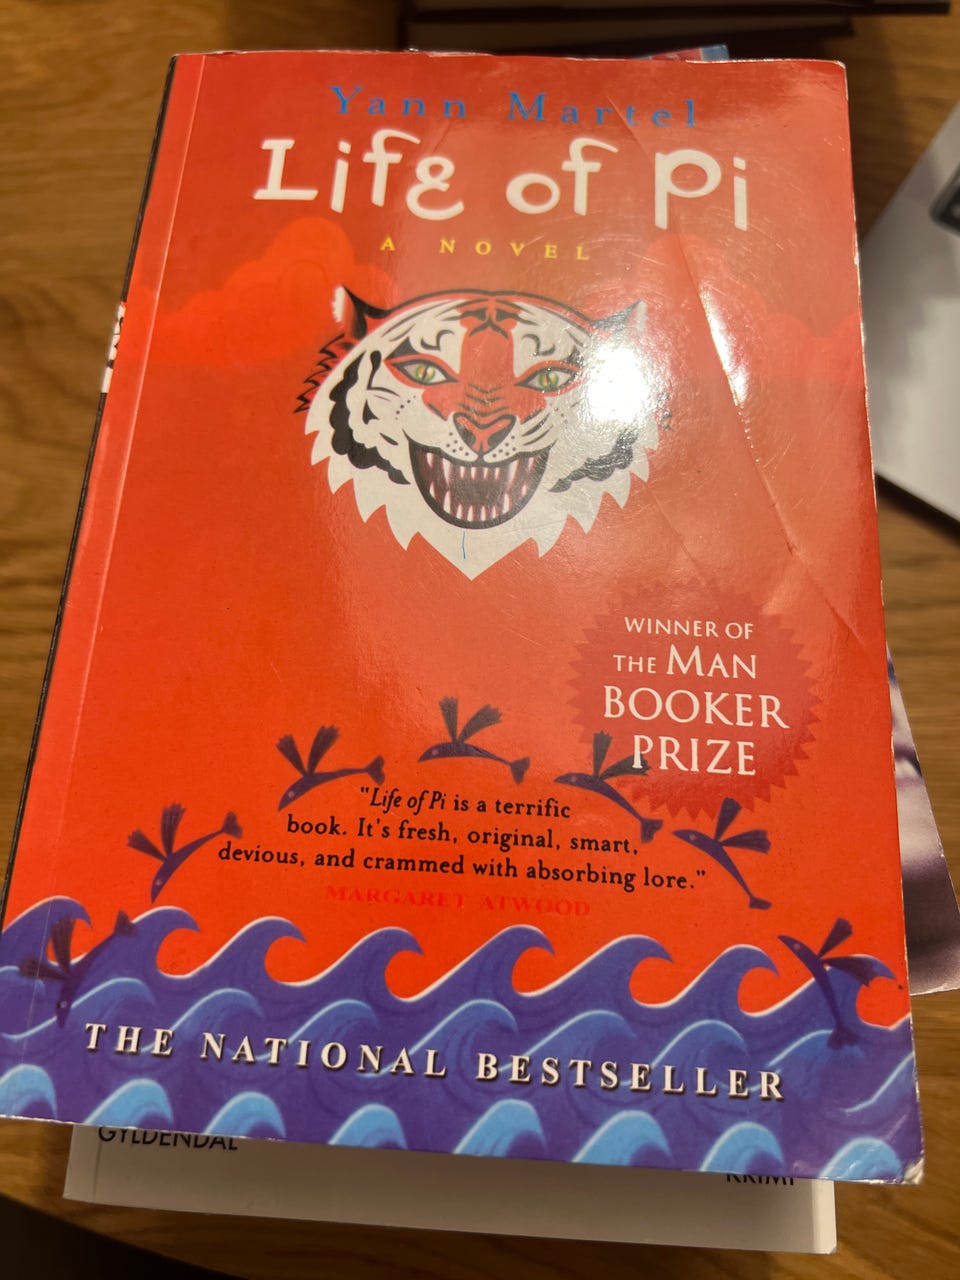 Yann Martel
Life of Pi
A NOVEL
WINNER OF
THE MAN
BOOKER
PRIZE
"Life of Pi is a terrific
book. It's fresh, original, smart,
devious, and crammed with absorbing lore."
MARGARET ATWOOD
THE NATIONAL BESTSELLER
GYLDENDAL
KRIMI